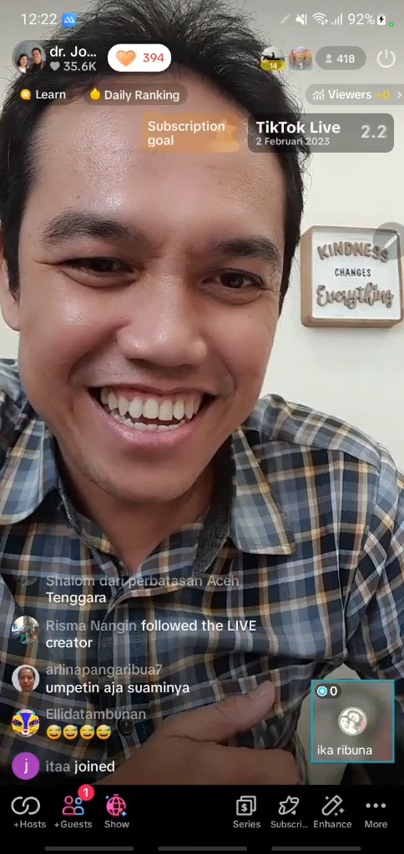 12:22
92%
dr. Jo...
35.6K
394
14
418
Learn
Daily Ranking
Viewers +0
Subscription
goal
TikTok Live
2 Februari 2023
2.2
KINDNESS
CHANGES
Everything
Shalom dari perbatasan Aceh
Tenggara
Risma Nangin followed the LIVE
creator
arlinapangaribua7
umpetin aja suaminya
Ellidatambunan
😅😅😅😅
j
itaa joined
0
ika ribuna
1
+Hosts
+Guests
Show
Series
Subscri...
Enhance
More